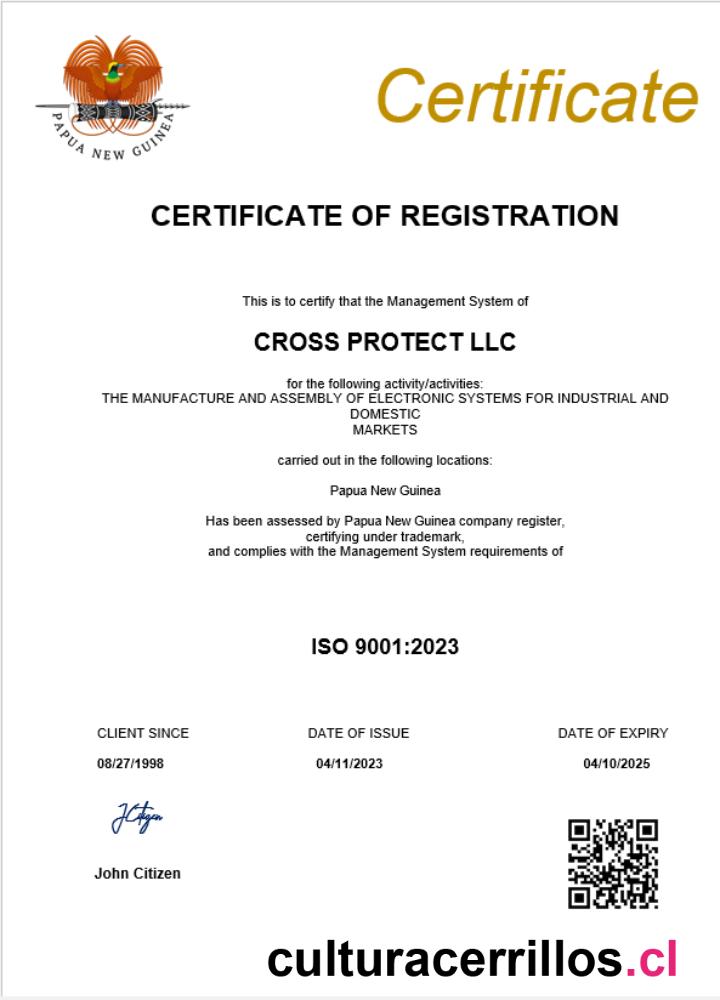 PAPUA NEW GUINEA
Certificate
CERTIFICATE OF REGISTRATION
This is to certify that the Management System of
CROSS PROTECT LLC
for the following activity/activities:
THE MANUFACTURE AND ASSEMBLY OF ELECTRONIC SYSTEMS FOR INDUSTRIAL AND
DOMESTIC
MARKETS
carried out in the following locations:
Papua New Guinea
Has been assessed by Papua New Guinea company register,
certifying under trademark,
and complies with the Management System requirements of
ISO 9001:2023
CLIENT SINCE DATE OF ISSUE DATE OF EXPIRY
08/27/1998 04/11/2023 04/10/2025
JCitizen
John Citizen
culturacerrillos.cl